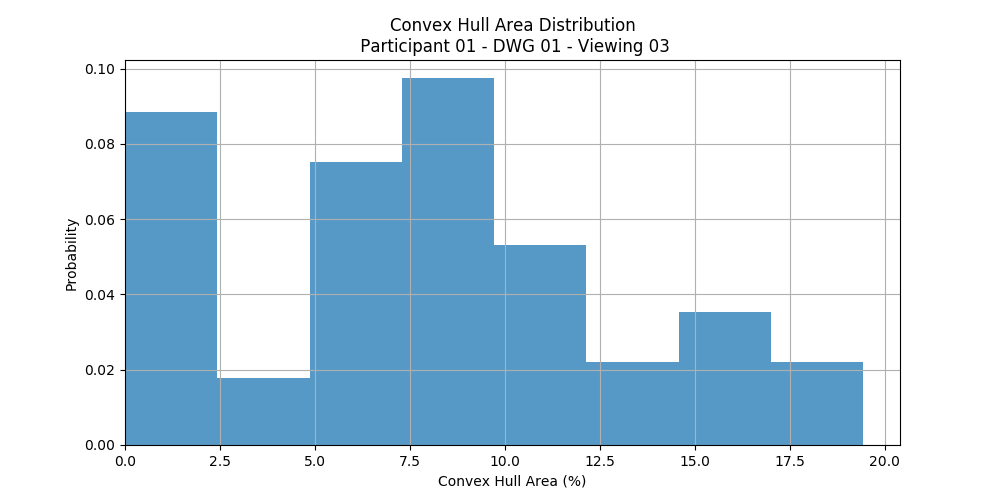 Convex Hull Area Distribution
Participant 01 - DWG 01 - Viewing 03
0.10
0.08
0.06
0.04
0.02
0.00
Probability
0.0 2.5 5.0 7.5 10.0 12.5 15.0 17.5 20.0
Convex Hull Area (%)